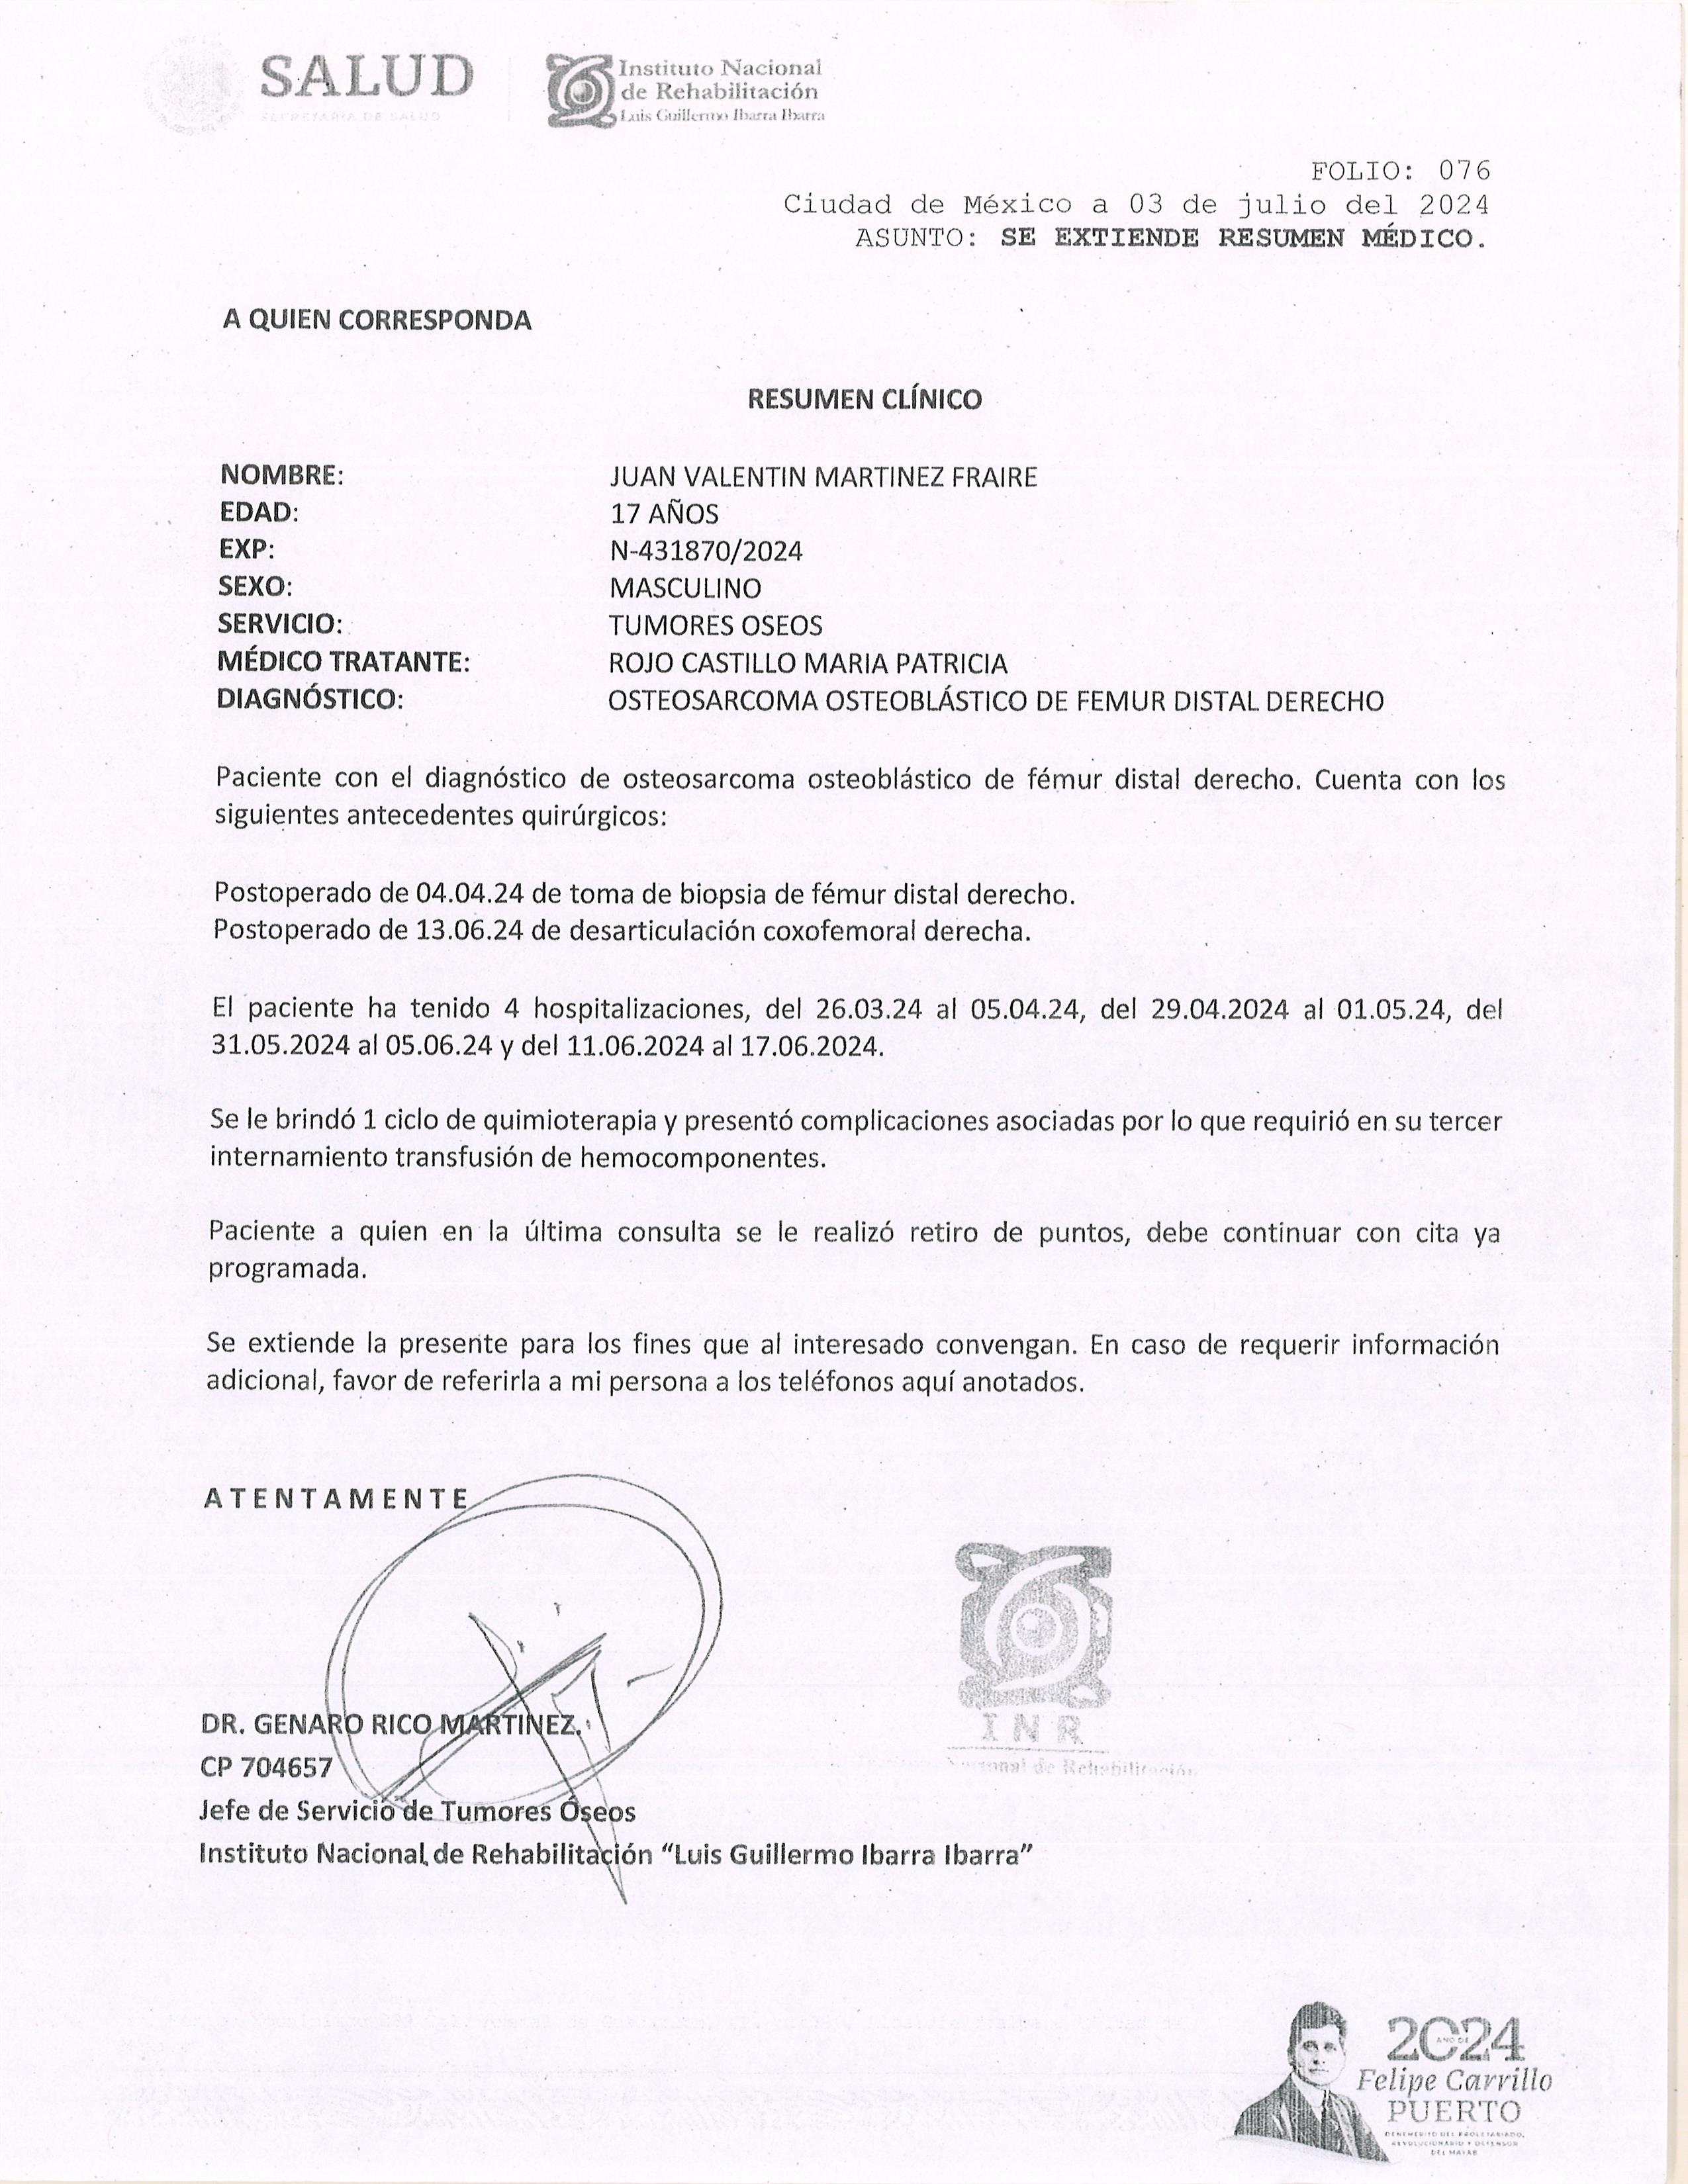 SALUD
SECRETARÍA DE SALUD
Instituto Nacional
de Rehabilitación
Luis Guillermo Ibarra Ibarra
FOLIO: 076
Ciudad de México a 03 de julio del 2024
ASUNTO: SE EXTIENDE RESUMEN MÉDICO.
A QUIEN CORRESPONDA
RESUMEN CLÍNICO
NOMBRE: JUAN VALENTIN MARTINEZ FRAIRE
EDAD: 17 AÑOS
EXP: N-431870/2024
SEXO: MASCULINO
SERVICIO: TUMORES OSEOS
MÉDICO TRATANTE: ROJO CASTILLO MARIA PATRICIA
DIAGNÓSTICO: OSTEOSARCOMA OSTEOBLÁSTICO DE FEMUR DISTAL DERECHO
Paciente con el diagnóstico de osteosarcoma osteoblástico de fémur distal derecho. Cuenta con los
siguientes antecedentes quirúrgicos:
Postoperado de 04.04.24 de toma de biopsia de fémur distal derecho.
Postoperado de 13.06.24 de desarticulación coxofemoral derecha.
El paciente ha tenido 4 hospitalizaciones, del 26.03.24 al 05.04.24, del 29.04.2024 al 01.05.24, del
31.05.2024 al 05.06.24 y del 11.06.2024 al 17.06.2024.
Se le brindó 1 ciclo de quimioterapia y presentó complicaciones asociadas por lo que requirió en su tercer
internamiento transfusión de hemocomponentes.
Paciente a quien en la última consulta se le realizó retiro de puntos, debe continuar con cita ya
programada.
Se extiende la presente para los fines que al interesado convengan. En caso de requerir información
adicional, favor de referirla a mi persona a los teléfonos aquí anotados.
ATENTAMENTE
DR. GENARO RICO MARTINEZ.
CP 704657
Jefe de Servicio de Tumores Óseos
Instituto Nacional de Rehabilitación “Luis Guillermo Ibarra Ibarra”
INR
Nacional de Rehabilitación
2024
AÑO DE
Felipe Carrillo
PUERTO
BENEMÉRITO DEL PROLETARIADO,
REVOLUCIONARIO Y DEFENSOR
DEL MAYAB